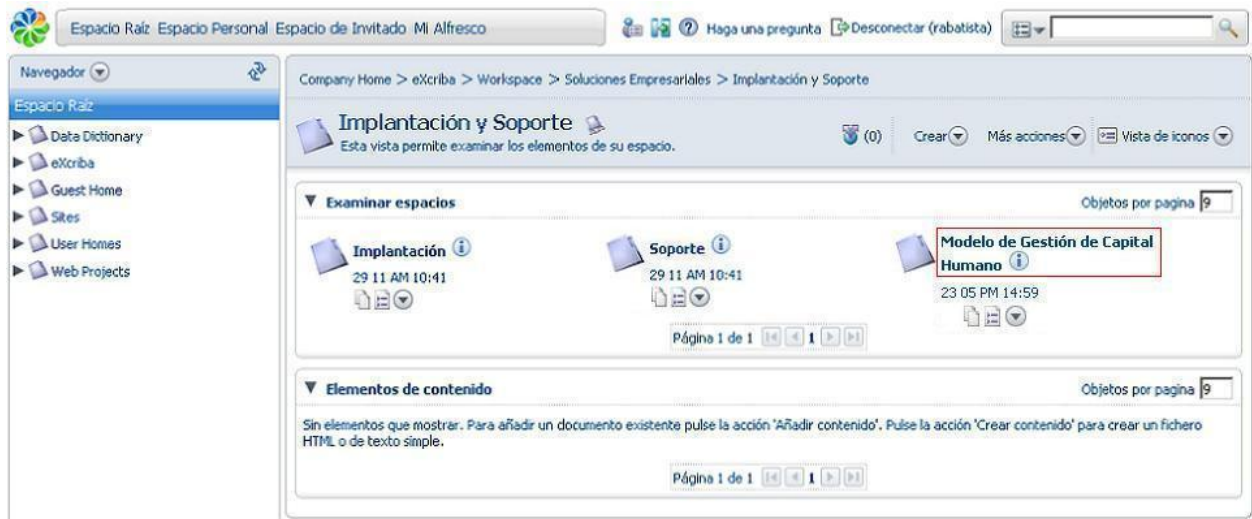 Espacio Raíz Espacio Personal Espacio de Invitado Mi Alfresco
Haga una pregunta Desconectar (rabatista)
Navegador
Company Home > eXcriba > Workspace > Soluciones Empresariales > Implantación y Soporte
Espacio Raíz
Data Dictionary
eXcriba
Guest Home
Sites
User Homes
Web Projects
Implantación y Soporte
Esta vista permite examinar los elementos de su espacio.
(0) Crear Más acciones Vista de iconos
Examinar espacios
Objetos por pagina 9
Implantación
29 11 AM 10:41
Soporte
29 11 AM 10:41
Modelo de Gestión de Capital
Humano
23 05 PM 14:59
Página 1 de 1 1
Elementos de contenido
Objetos por pagina 9
Sin elementos que mostrar. Para añadir un documento existente pulse la acción 'Añadir contenido'. Pulse la acción 'Crear contenido' para crear un fichero
HTML o de texto simple.
Página 1 de 1 1